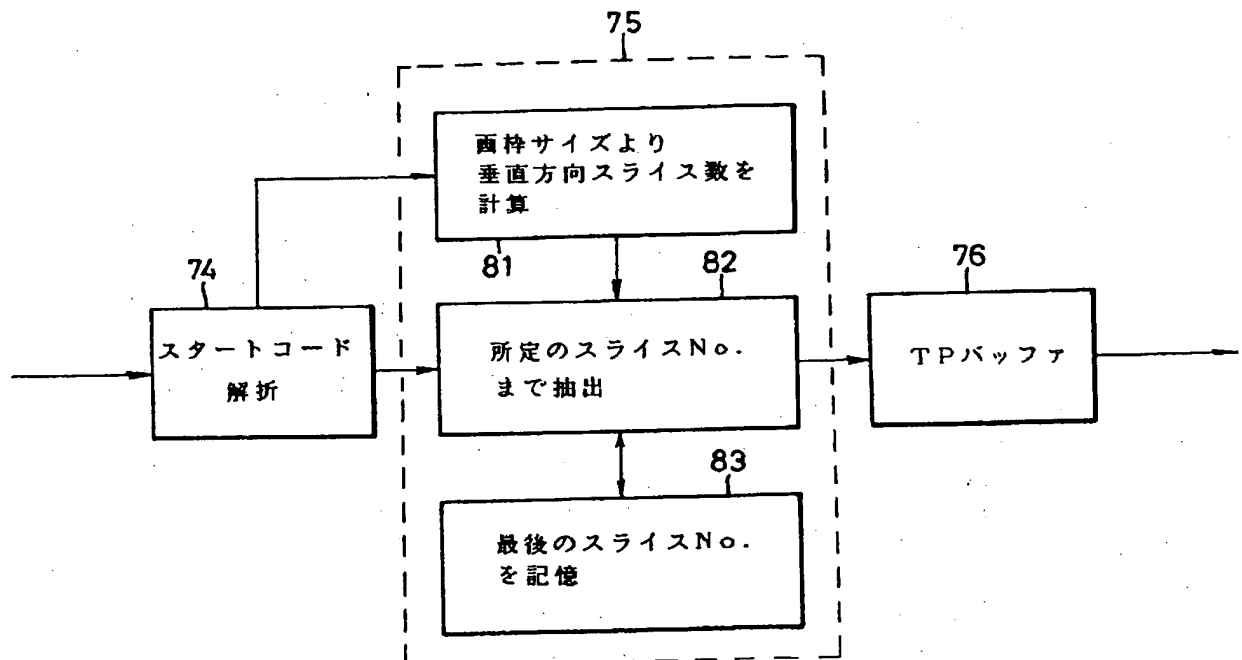 75
画枠サイズより
垂直方向スライス数を
計算
74
81
82
76
スタートコード
解折
所定のスライスNo.
まで抽出
TPバッファ
83
最後のスライスNo.
を記憶